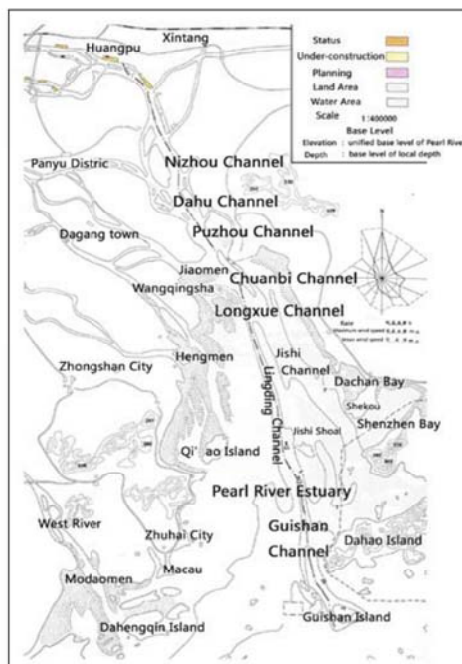 Xintang
Huangpu
Status
Under-construction
Planning
Land Area
Water Area
Scale 1:400000
Base Level
Elevation : unified base level of Pearl Rive
Depth : base level of local depth
Nizhou Channel
Panyu Distric
Dahu Channel
Puzhou Channel
Dagang town
Jiaomen
Chuanbi Channel
Wangqingsha
Longxue Channel
Hengmen
Jishi
Channel
Zhongshan City
Dachan Bay
Lingding Channel
Shekou
Shenzhen Bay
Jishi Shoal
Qi'ao Island
Pearl River Estuary
West River
Guishan
Channel
Zhuhai City
Dahao Island
Macau
Modaomen
Dahengqin Island
Guishan Island